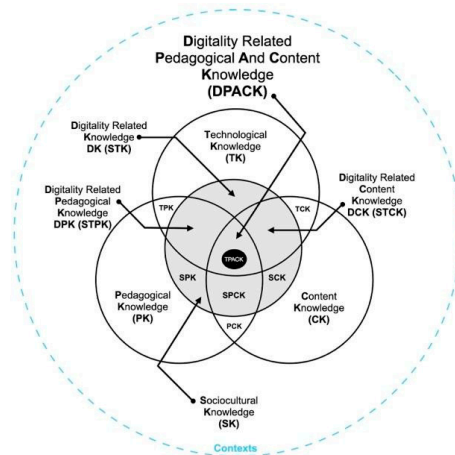 Digitality Related
Pedagogical And Content
Knowledge
(DPACK)
Digitality Related
Knowledge
DK (STK)
Technological
Knowledge
(TK)
Digitality Related
Pedagogical
Knowledge
DPK (STPK)
Digitality Related
Content
Knowledge
DCK (STCK)
TPK
TCK
TPACK
SPK
SCK
SPCK
Pedagogical
Knowledge
(PK)
Content
Knowledge
(CK)
PCK
Sociocultural
Knowledge
(SK)
Contexts